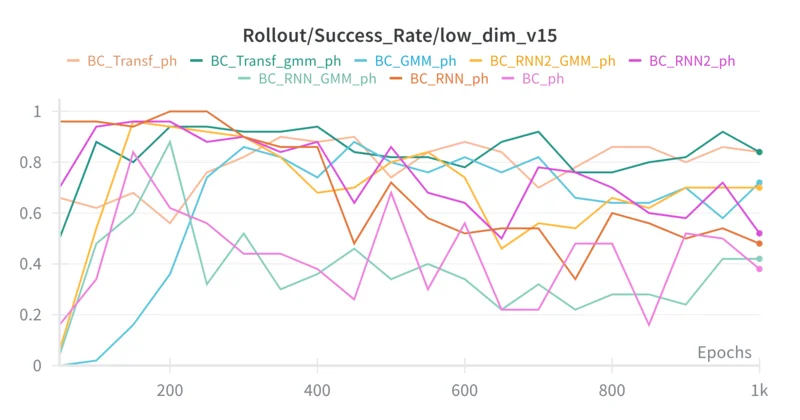 Rollout/Success_Rate/low_dim_v15
BC_Transf_ph BC_Transf_gmm_ph BC_GMM_ph BC_RNN2_GMM_ph BC_RNN2_ph
BC_RNN_GMM_ph BC_RNN_ph BC_ph
1
0.8
0.6
0.4
0.2
0
Epochs
200 400 600 800 1k